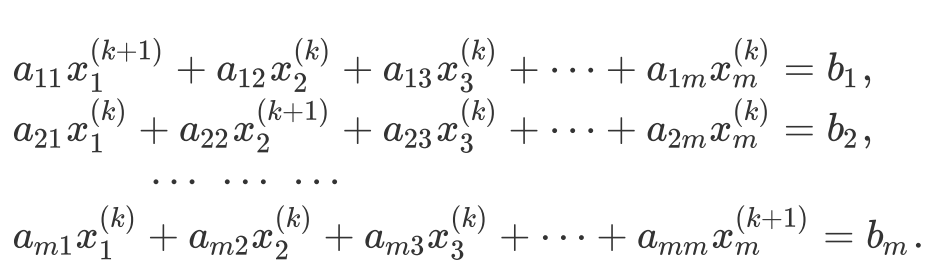 $a_{11}x_1^{(k+1)} + a_{12}x_2^{(k)} + a_{13}x_3^{(k)} + \cdots + a_{1m}x_m^{(k)} = b_1,$
$a_{21}x_1^{(k)} + a_{22}x_2^{(k+1)} + a_{23}x_3^{(k)} + \cdots + a_{2m}x_m^{(k)} = b_2,$
$\cdots \ \cdots \ \cdots$
$a_{m1}x_1^{(k)} + a_{m2}x_2^{(k)} + a_{m3}x_3^{(k)} + \cdots + a_{mm}x_m^{(k+1)} = b_m.$